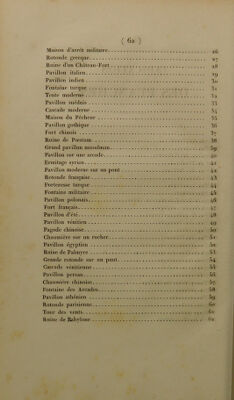 ( 62 )
Maison d'arrêt militaire 26
Rotonde grecque 27
Ruine d'un Château-Fort 28
Pavillon italien 29
Pavillon indien 30
Fontaine turque 31
Tente moderne 32
Pavillon suédois 33
Cascade moderne 34
Maison du Pêcheur 35
Pavillon gothique 36
Fort chinois 37
Ruine de Poestum 38
Grand pavillon musulman 39
Pavillon sur une arcade 40
Ermitage syrien 41
Pavillon moderne sur un pont 42
Rotonde française 43
Forteresse turque 44
Fontaine militaire 45
Pavillon polonais 46
Fort français 47
Pavillon d'été 48
Pavillon vénitien 49
Pagode chinoise 50
Chaumière sur un rocher 51
Pavillon égyptien 52
Ruine de Palmyre 53
Grande rotonde sur un pont 54
Cascade vénitienne 55
Pavillon persan 56
Chaumière chinoise 57
Fontaine des Arcades 58
Pavillon athénien 59
Rotonde parisienne 60
Tour des vents 61
Ruine de Babylone 62